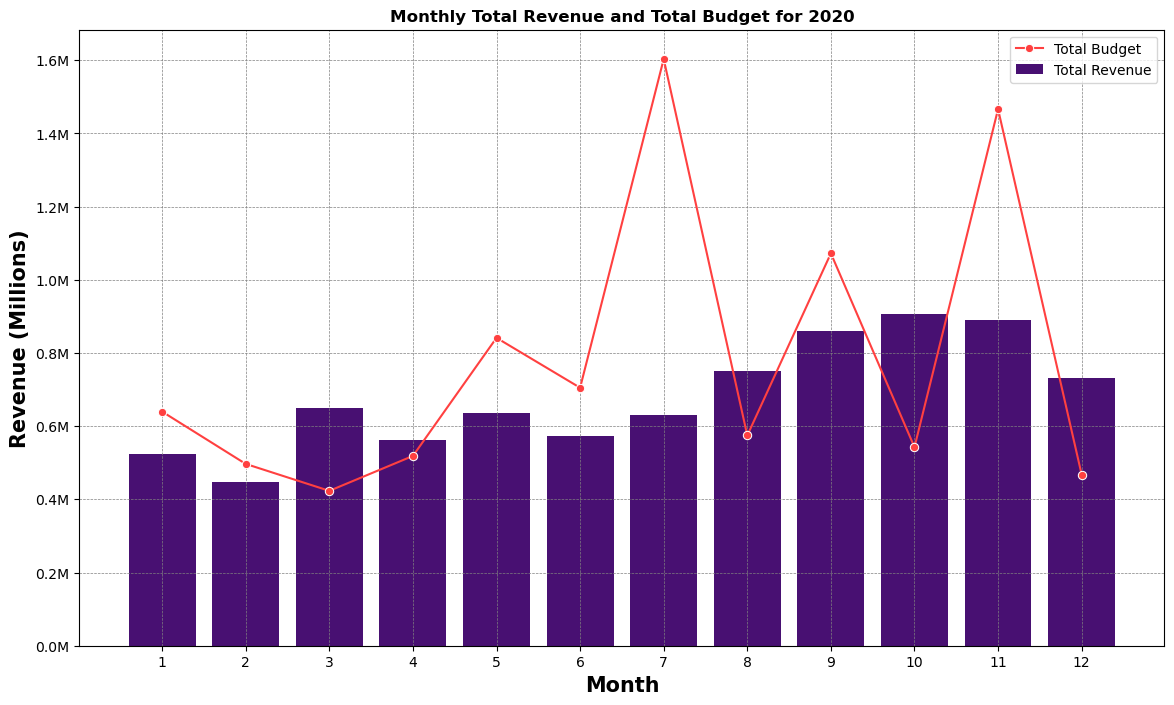 Monthly Total Revenue and Total Budget for 2020
Total Budget
Total Revenue
Revenue (Millions)
1.6M
1.4M
1.2M
1.0M
0.8M
0.6M
0.4M
0.2M
0.0M
1 2 3 4 5 6 7 8 9 10 11 12
Month